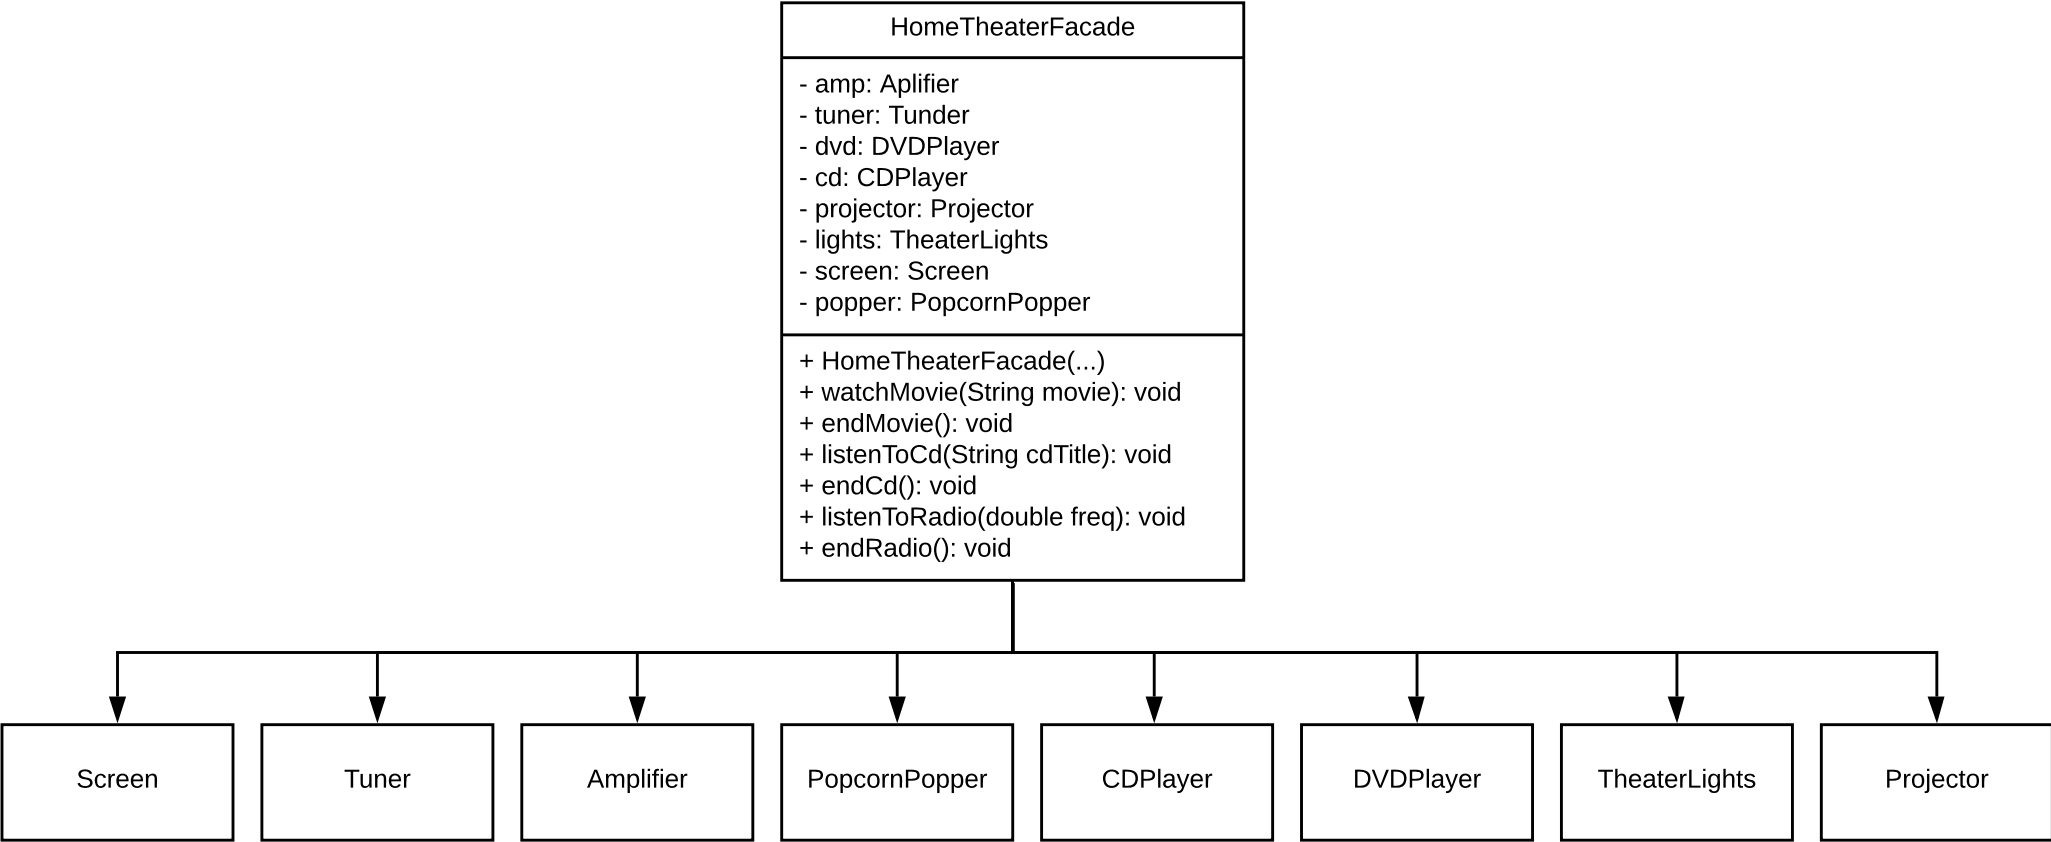 HomeTheaterFacade
- amp: Aplifier
- tuner: Tunder
- dvd: DVDPlayer
- cd: CDPlayer
- projector: Projector
- lights: TheaterLights
- screen: Screen
- popper: PopcornPopper
+ HomeTheaterFacade(...)
+ watchMovie(String movie): void
+ endMovie(): void
+ listenToCd(String cdTitle): void
+ endCd(): void
+ listenToRadio(double freq): void
+ endRadio(): void
Screen
Tuner
Amplifier
PopcornPopper
CDPlayer
DVDPlayer
TheaterLights
Projector